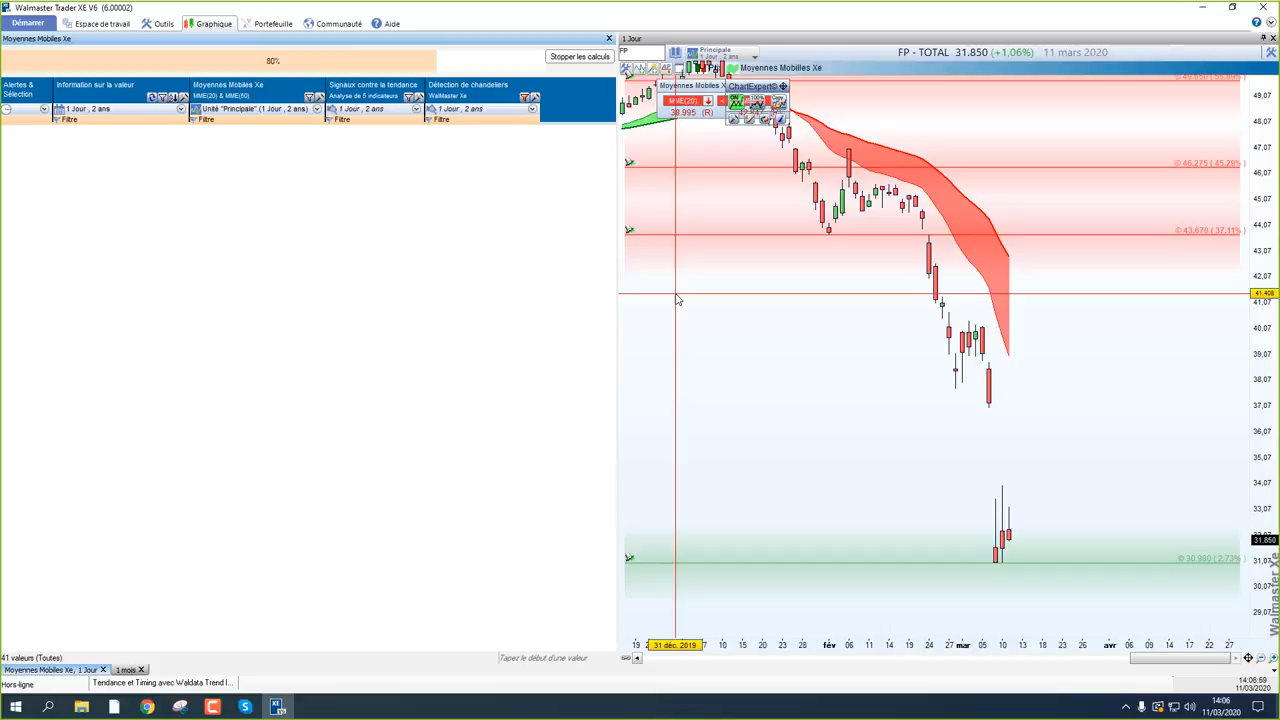 Walmaster Trader XE V6 (6.00002)
Démarrer
Espace de travail
Outils
Graphique
Portefeuille
Communauté
Aide
Moyennes Mobiles Xe
80%
Stopper les calculs
Alertes & Sélection
Information sur la valeur
Moyennes Mobiles Xe
MME(20) & MME(50)
Signaux contre la tendance
Analyse de 5 indicateurs
Détection de chandeliers
WalMaster Xe
1 Jour , 2 ans
Unité "Principale" (1 Jour , 2 ans)
1 Jour , 2 ans
1 Jour , 2 ans
Filtre
Filtre
Filtre
Filtre
1 Jour
FP
Principale
1 Jour , 2 ans
FP - TOTAL 31.850 (+1.06%) 11 mars 2020
Moyennes Mobilles Xe
Moyennes Mobiles X
ChartExpert©
MME(20)
38.995 (R)
46.275 ( 45.29% )
43.670 ( 37.11% )
30.980 ( 2.73% )
49,07
48,07
47,07
46,07
45,07
44,07
43,07
42,07
41.408
41,07
40,07
39,07
38,07
37,07
36,07
35,07
34,07
33,07
31.850
31,07
30,07
29,07
Walmaster Xe
19
31 déc. 2019
7 10 15 20 23 28 fév 06 11 14 19 24 27 mar 05 10 13 18 23 26 31 avr 06 09 14 17 22 27
41 valeurs (Toutes)
Tapez le début d'une valeur
Moyennes Mobiles Xe, 1 Jour
1 mois
Hors-ligne
Tendance et Timing avec Waldata Trend I...
14:06:59
11/03/2020
14:06
11/03/2020